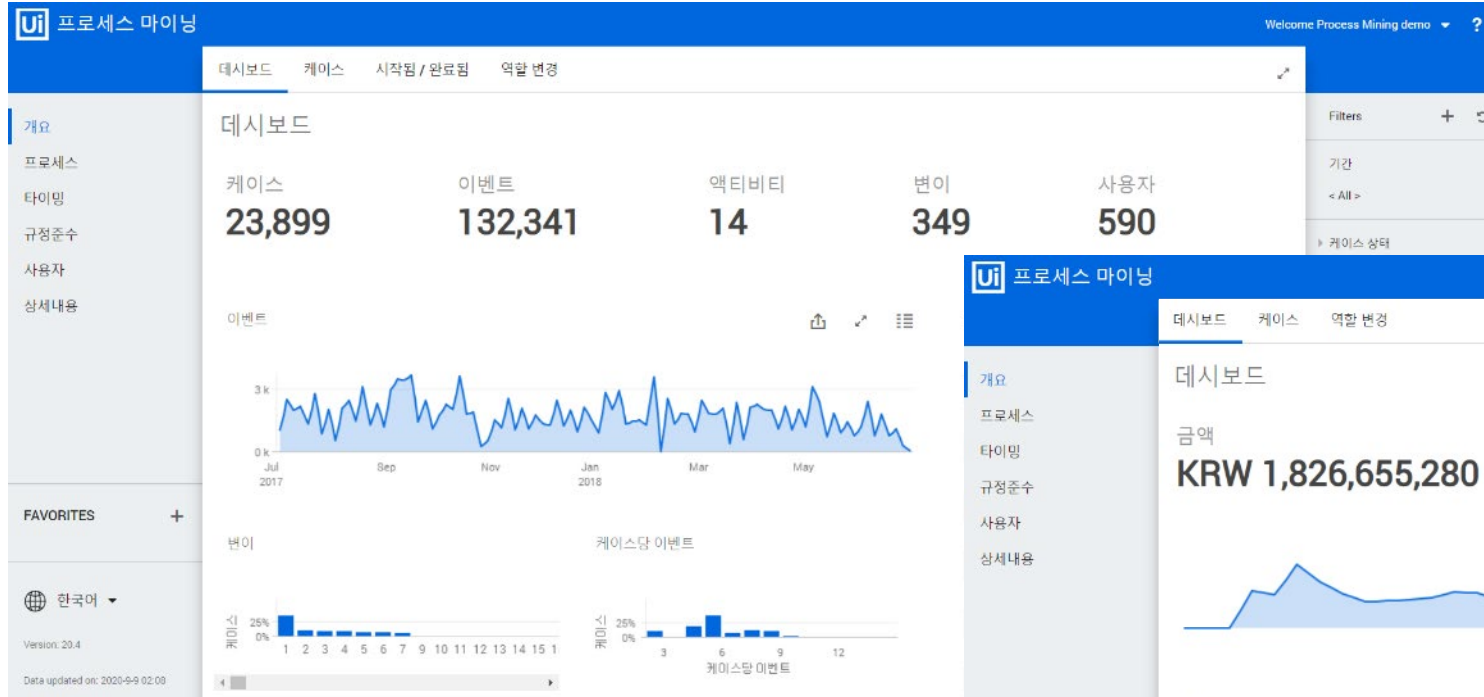 Ui 프로세스 마이닝
Welcome Process Mining demo ?
데시보드 케이스 시작됨 / 완료됨 역할 변경
개요
프로세스
타이밍
규정준수
사용자
상세내용
FAVORITES +
한국어
Version: 20.4
Data updated on: 2020-9-9 02:08
데시보드
케이스 이벤트 액티비티 변이 사용자
23,899 132,341 14 349 590
이벤트
3 k
0 k
Jul Sep Nov Jan Mar May
2017 2018
변이
케이스
25%
0%
1 2 3 4 5 6 7 9 10 11 12 13 14 15 1
케이스당 이벤트
케이스
25%
0%
3 6 9 12
케이스당 이벤트
Filters +
기간
< All >
케이스 상태
Ui 프로세스 마이닝
데시보드 케이스 역할 변경
개요
프로세스
타이밍
규정준수
사용자
상세내용
데시보드
금액
KRW 1,826,655,280